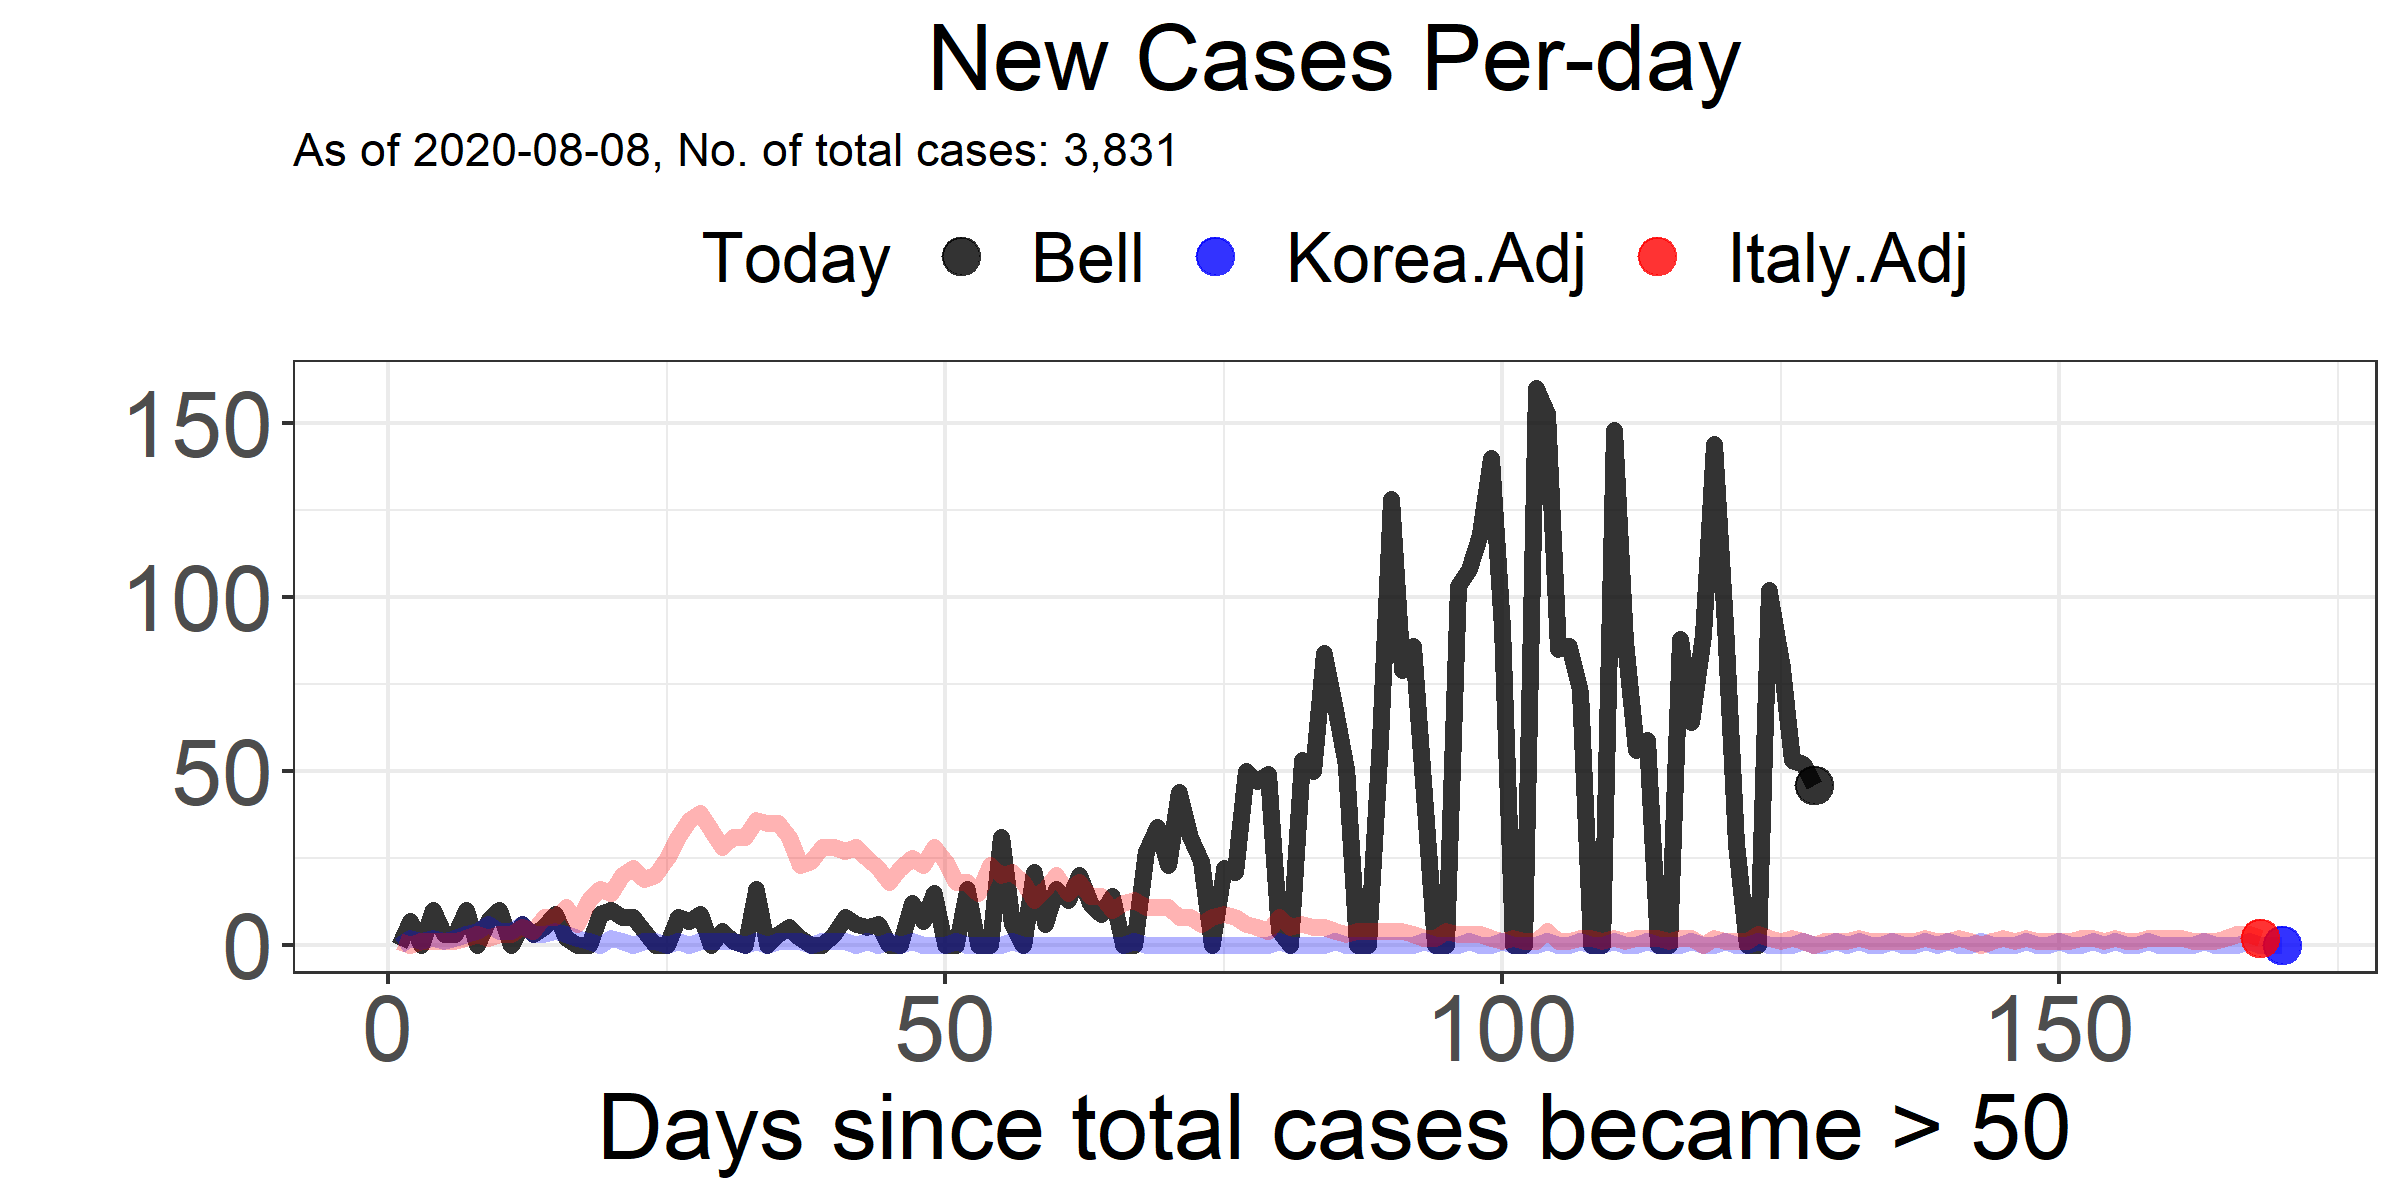 New Cases Per-day
As of 2020-08-08, No. of total cases: 3,831
Today Bell Korea.Adj Italy.Adj
150
100
50
0
0 50 100 150
Days since total cases became > 50